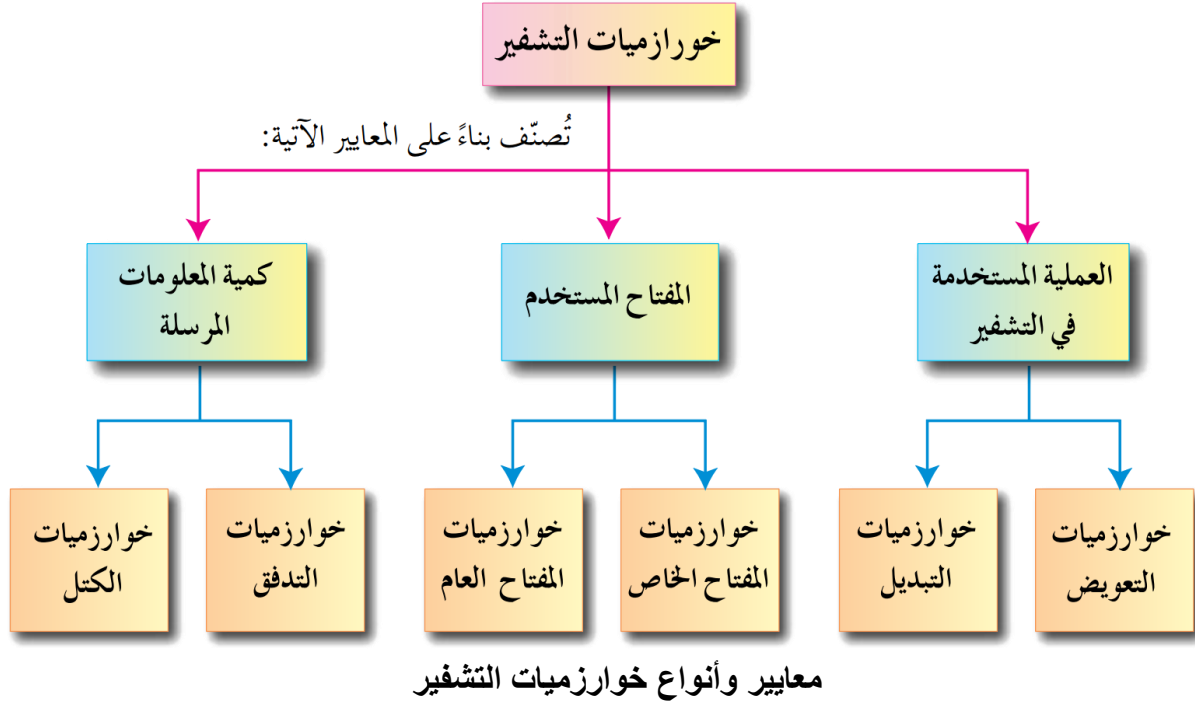 خورازميات التشفير
تُصنّف بناءً على المعايير الآتية:
العملية المستخدمة
في التشفير
المفتاح المستخدم
كمية المعلومات
المرسلة
خوارزميات
التعويض
خوارزميات
التبديل
خوارزميات
المفتاح الخاص
خوارزميات
المفتاح العام
خوارزميات
التدفق
خوارزميات
الكتل
معايير وأنواع خوارزميات التشفير